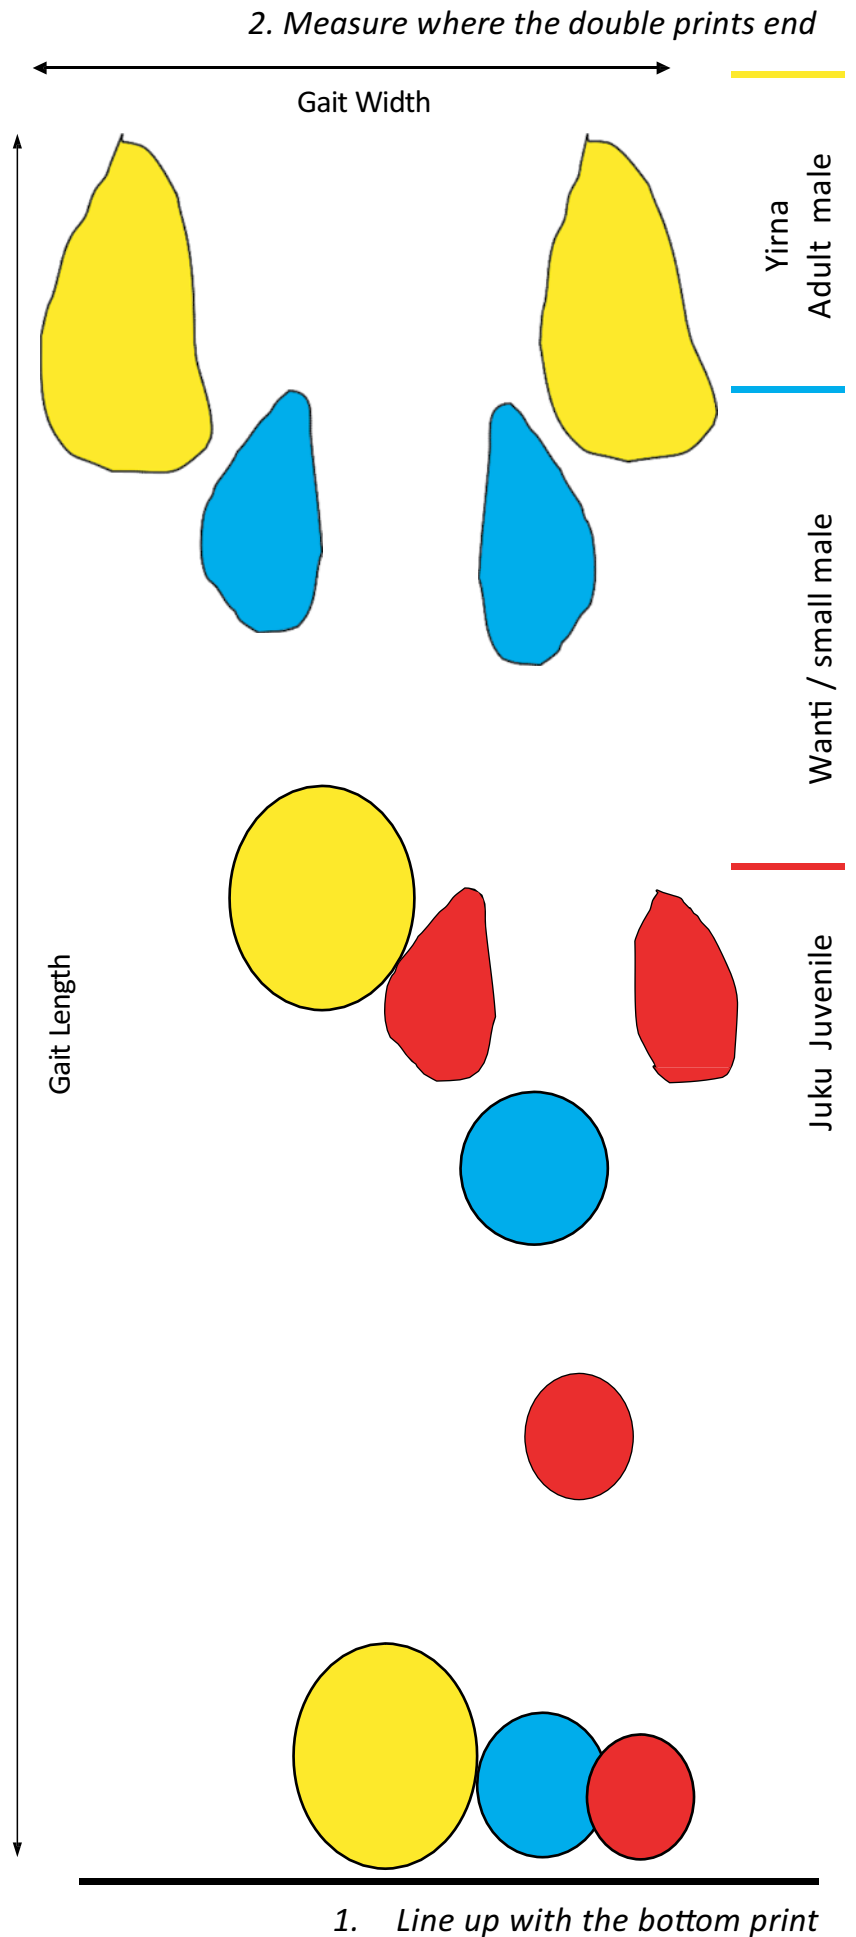 2. Measure where the double prints end
Gait Width
Yirna
Adult male
Wanti / small male
Gait Length
Juku Juvenile
1. Line up with the bottom print